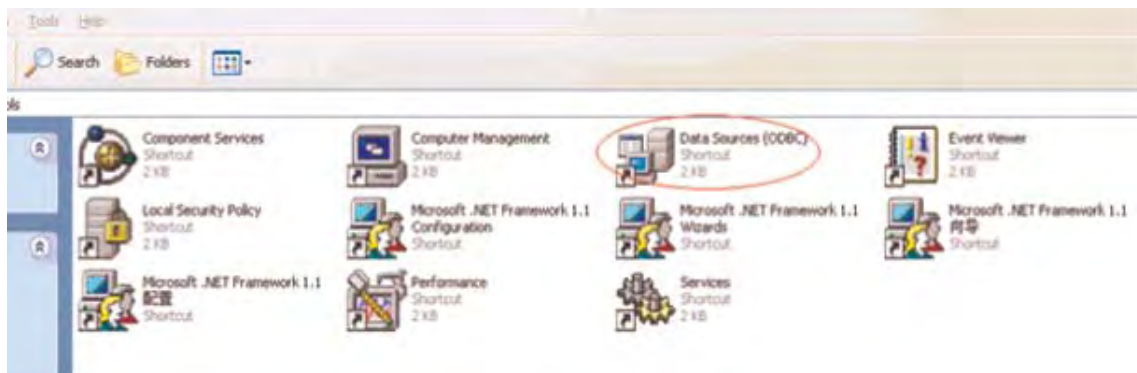 Tools Help
Search Folders
ols
Component Services
Shortcut
2 KB
Computer Management
Shortcut
2 KB
Data Sources (ODBC)
Shortcut
2 KB
Event Viewer
Shortcut
2 KB
Local Security Policy
Shortcut
2 KB
Microsoft .NET Framework 1.1
Configuration
Shortcut
Microsoft .NET Framework 1.1
Wizards
Shortcut
Microsoft .NET Framework 1.1
向导
Shortcut
Microsoft .NET Framework 1.1
配置
Shortcut
Performance
Shortcut
2 KB
Services
Shortcut
2 KB